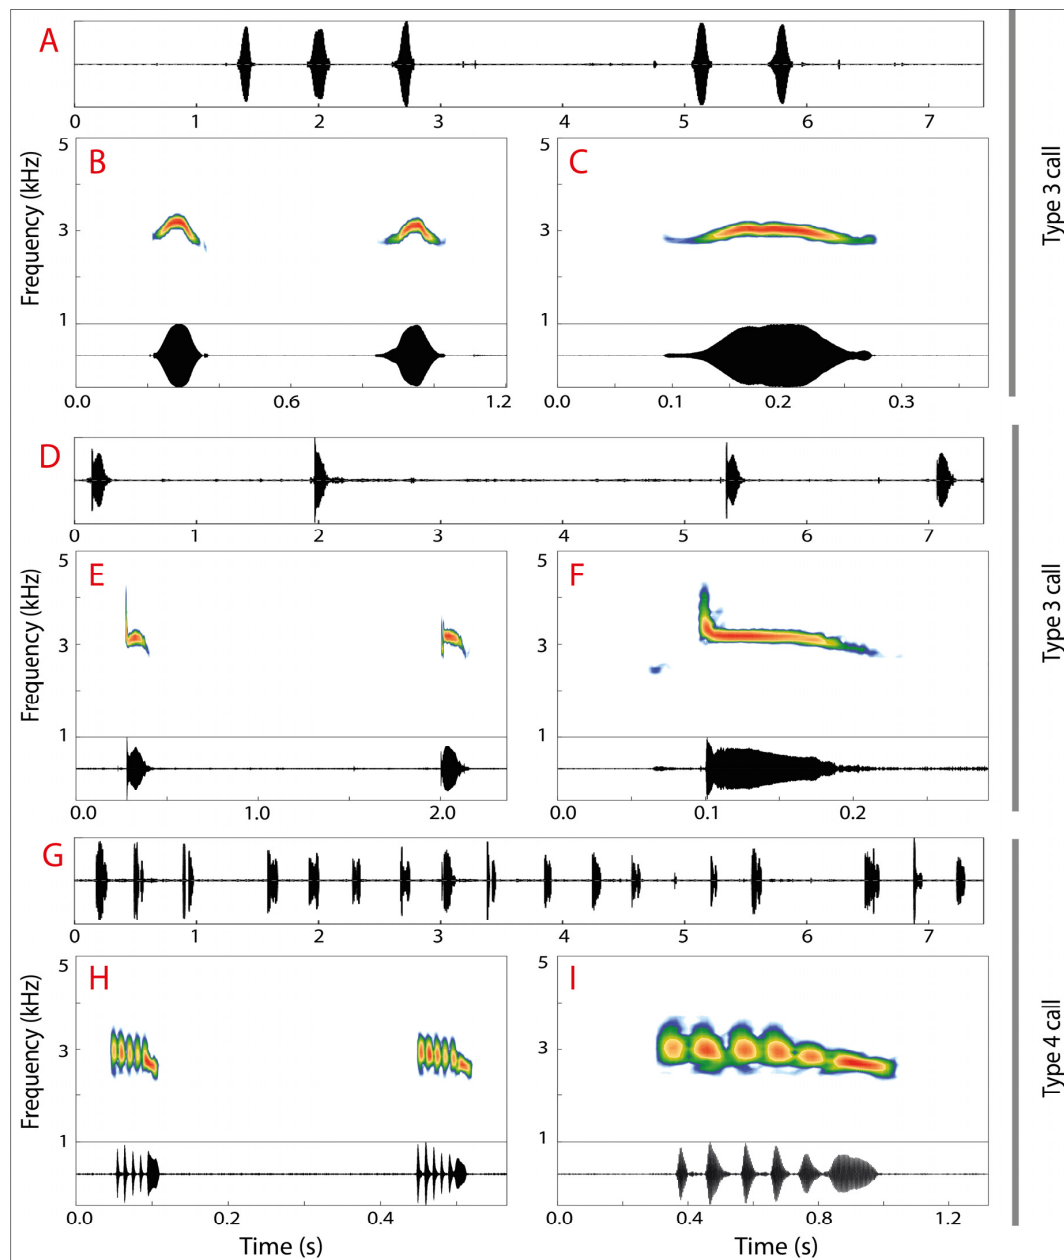 A
0 1 2 3 4 5 6 7
B
C
5
3
1
5
3
1
Frequency (kHz)
0.0 0.6 1.2
0.1 0.2 0.3
Type 3 call
D
0 1 2 3 4 5 6 7
E
F
5
3
1
5
3
1
Frequency (kHz)
0.0 1.0 2.0
0.0 0.1 0.2
Type 3 call
G
0 1 2 3 4 5 6 7
H
I
5
3
1
5
3
1
Frequency (kHz)
0.0 0.2 0.4
0.0 0.4 0.8 1.2
Time (s)
Time (s)
Type 4 call